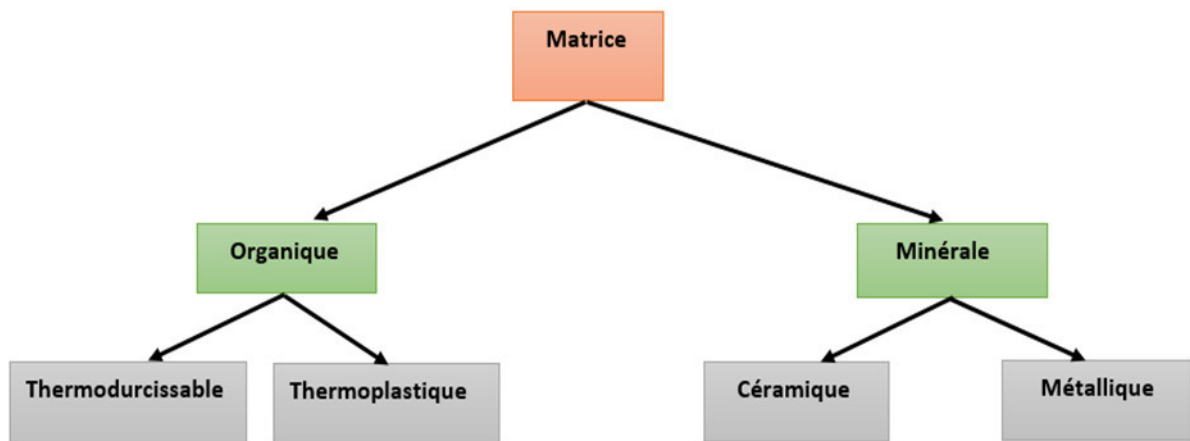 Matrice
Organique
Minérale
Thermodurcissable
Thermoplastique
Céramique
Métallique